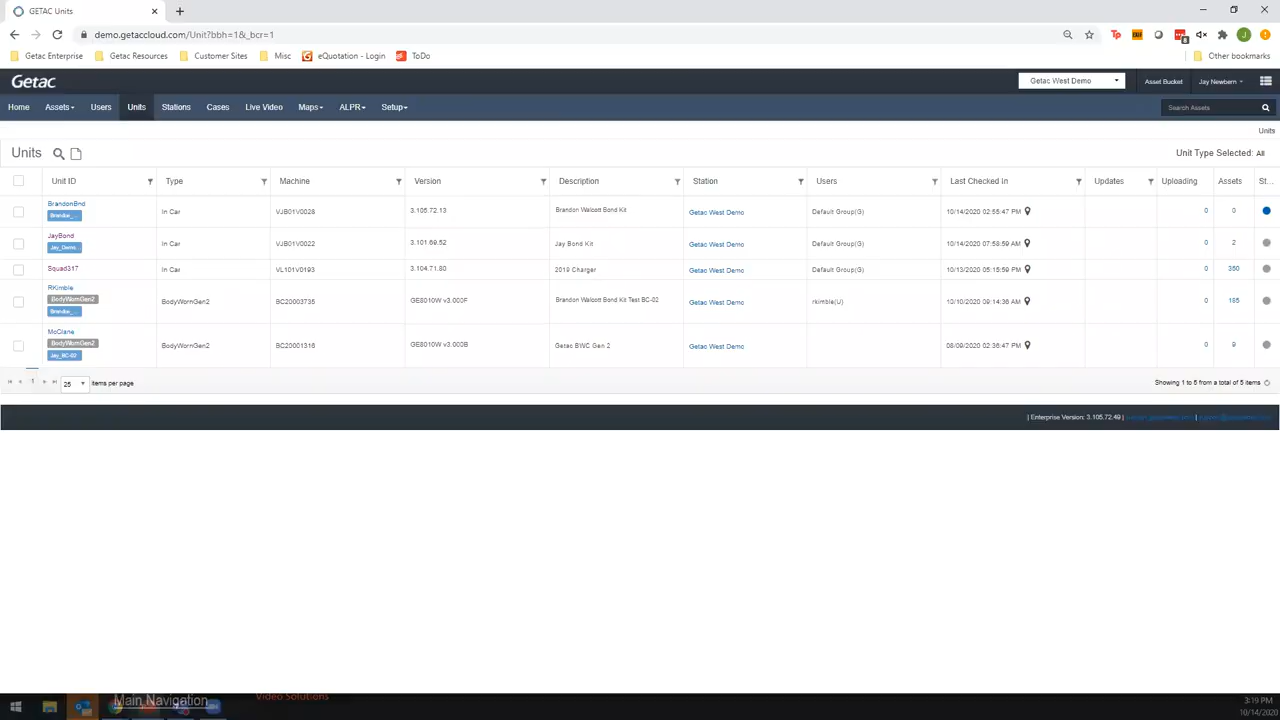 GETAC Units
demo.getaccloud.com/Unit?bbh=1&_bcr=1
Getac Enterprise Getac Resources Customer Sites Misc eQuotation - Login ToDo Other bookmarks
Getac Getac West Demo Asset Bucket Jay Newbern
Home Assets Users Units Stations Cases Live Video Maps ALPR Setup Search Assets
Units
Units Unit Type Selected: All
Unit ID Type Machine Version Description Station Users Last Checked In Updates Uploading Assets St...
BrandonBnd In Car VJB01V0028 3.105.72.13 Brandon Walcott Bond Kit Getac West Demo Default Group(G) 10/14/2020 02:55:47 PM 0 0
JayBond
Jay_Demo.. In Car VJB01V0022 3.101.69.52 Jay Bond Kit Getac West Demo Default Group(G) 10/14/2020 07:58:59 AM 0 2
Squad317 In Car VL101V0193 3.104.71.80 2019 Charger Getac West Demo Default Group(G) 10/13/2020 05:15:59 PM 0 350
RKimble
BodyWornGen2 BodyWornGen2 BC20003735 GE8010W v3.000F Brandon Walcott Bond Kit Test BC-02 Getac West Demo rkimble(U) 10/10/2020 09:14:36 AM 0 185
McClane
BodyWornGen2 BodyWornGen2 BC20001316 GE8010W v3.000B Getac BWC Gen 2 Getac West Demo 08/09/2020 02:36:47 PM 0 9
Jay_BC-02
1 25 items per page Showing 1 to 5 from a total of 5 items
| Enterprise Version: 3.105.72.49 |
Main Navigation
Video Solutions
3:19 PM
10/14/2020